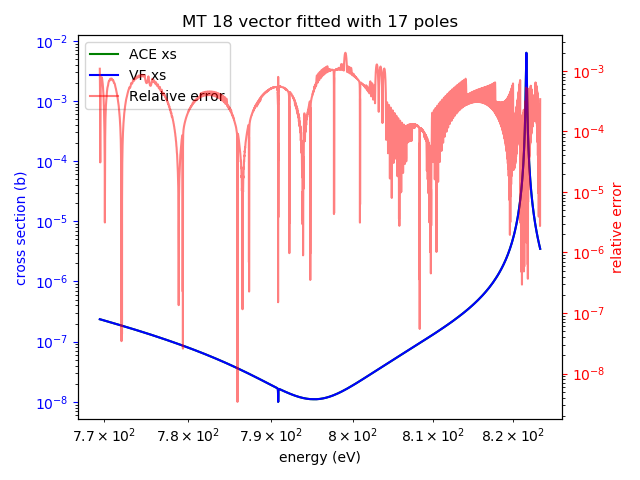 MT 18 vector fitted with 17 poles
ACE xs
VF xs
Relative error
cross section (b)
10⁻²
10⁻³
10⁻⁴
10⁻⁵
10⁻⁶
10⁻⁷
10⁻⁸
10⁻³
10⁻⁴
10⁻⁵
10⁻⁶
10⁻⁷
10⁻⁸
relative error
7.7 × 10² 7.8 × 10² 7.9 × 10² 8 × 10² 8.1 × 10² 8.2 × 10²
energy (eV)